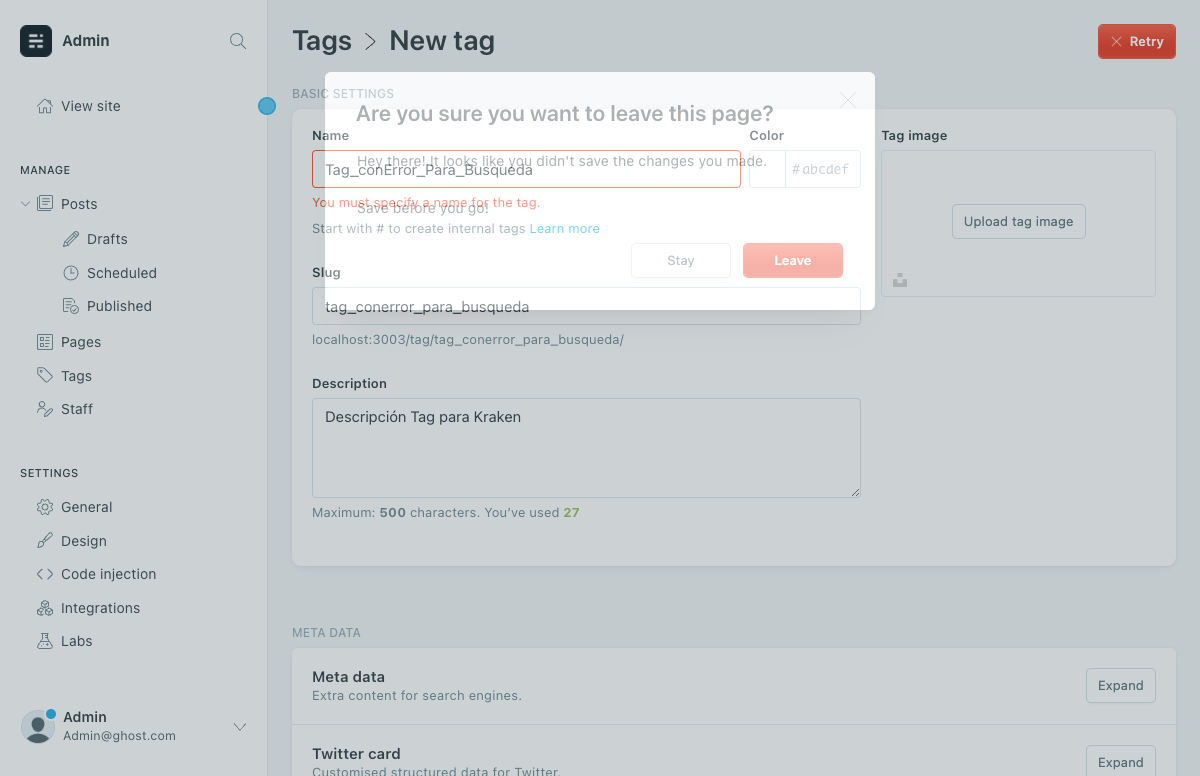 Admin
View site
MANAGE
Posts
Drafts
Scheduled
Published
Pages
Tags
Staff
SETTINGS
General
Design
Code injection
Integrations
Labs
Admin
Admin@ghost.com
Tags > New tag
Retry
BASIC SETTINGS
Are you sure you want to leave this page?
Hey there! It looks like you didn't save the changes you made.
Save before you go!
Stay
Leave
Name
Tag_conError_Para_Busqueda
You must specify a name for the tag.
Start with # to create internal tags Learn more
Color
# abcdef
Slug
tag_conerror_para_busqueda
localhost:3003/tag/tag_conerror_para_busqueda/
Description
Descripción Tag para Kraken
Maximum: 500 characters. You’ve used 27
Tag image
Upload tag image
META DATA
Meta data
Extra content for search engines.
Expand
Twitter card
Customised structured data for Twitter.
Expand